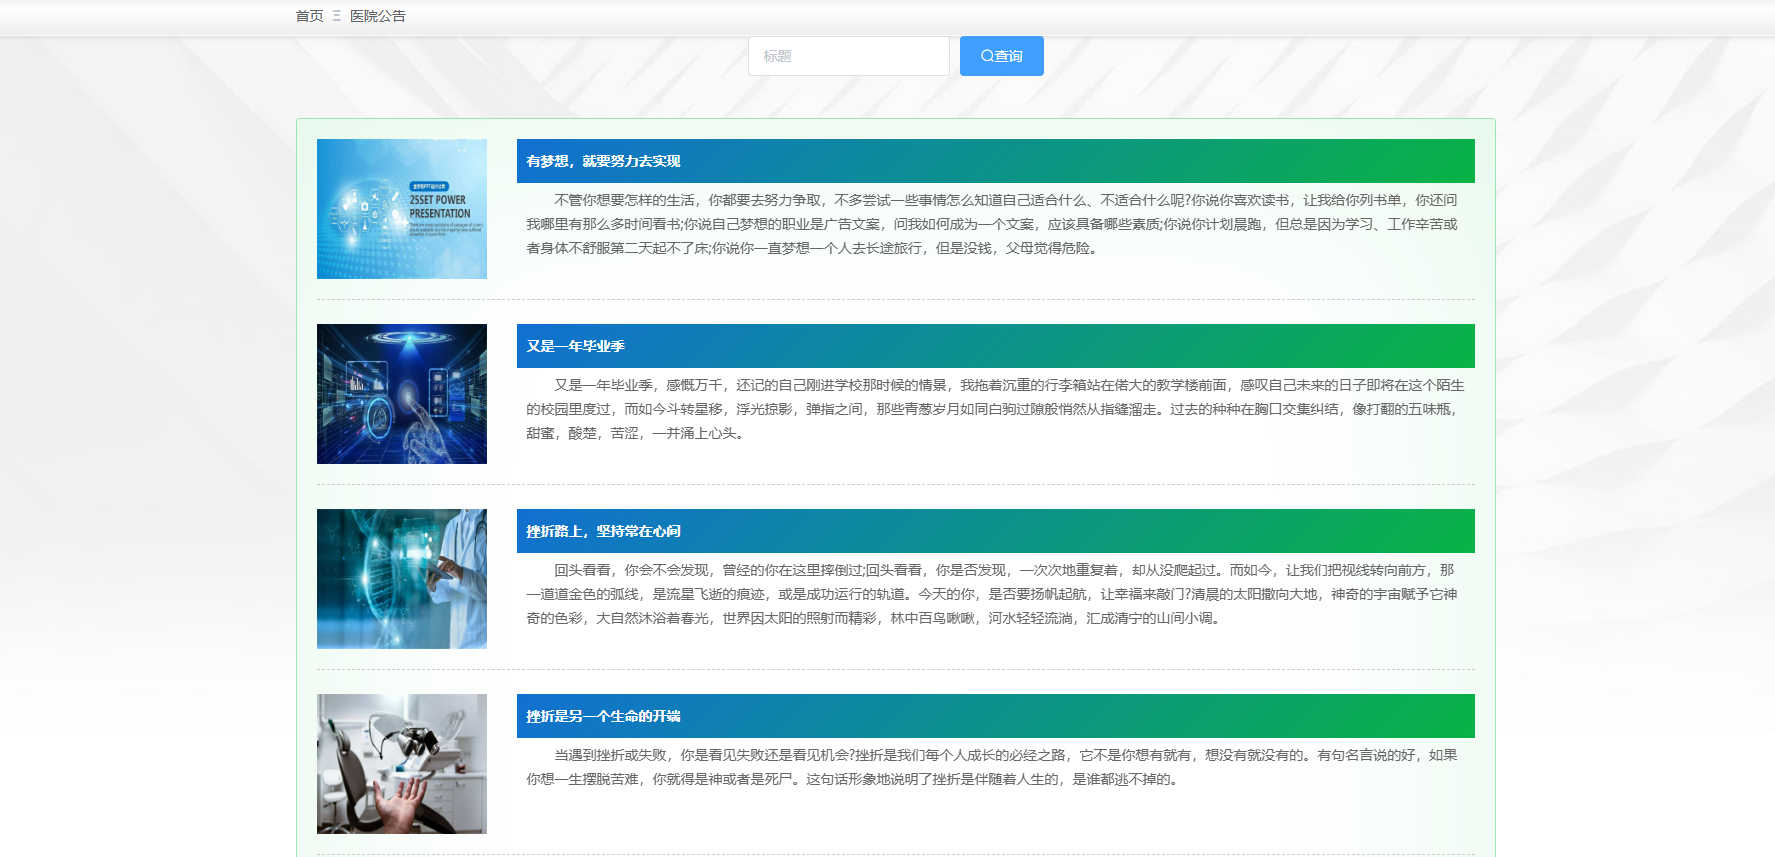 首页 Ξ 医院公告
标题
查询
全学科PPT设计公司
25SET POWER
PRESENTATION
有梦想，就要努力去实现
不管你想要怎样的生活，你都要去努力争取，不多尝试一些事情怎么知道自己适合什么、不适合什么呢?你说你喜欢读书，让我给你列书单，你还问
我哪里有那么多时间看书;你说自己梦想的职业是广告文案，问我如何成为一个文案，应该具备哪些素质;你说你计划晨跑，但总是因为学习、工作辛苦或
者身体不舒服第二天起不了床;你说你一直梦想一个人去长途旅行，但是没钱，父母觉得危险。
又是一年毕业季
又是一年毕业季，感慨万千，还记的自己刚进学校那时候的情景，我拖着沉重的行李箱站在偌大的教学楼前面，感叹自己未来的日子即将在这个陌生
的校园里度过，而如今斗转星移，浮光掠影，弹指之间，那些青葱岁月如同白驹过隙般悄然从指缝溜走。过去的种种在胸口交集纠结，像打翻的五味瓶，
甜蜜，酸楚，苦涩，一并涌上心头。
挫折路上，坚持常在心间
回头看看，你会不会发现，曾经的你在这里摔倒过;回头看看，你是否发现，一次次地重复着，却从没爬起过。而如今，让我们把视线转向前方，那
一道道金色的弧线，是流星飞逝的痕迹，或是成功运行的轨道。今天的你，是否要扬帆起航，让幸福来敲门?清晨的太阳撒向大地，神奇的宇宙赋予它神
奇的色彩，大自然沐浴着春光，世界因太阳的照射而精彩，林中百鸟啾啾，河水轻轻流淌，汇成清宁的山间小调。
挫折是另一个生命的开端
当遇到挫折或失败，你是看见失败还是看见机会?挫折是我们每个人成长的必经之路，它不是你想有就有，想没有就没有的。有句名言说的好，如果
你想一生摆脱苦难，你就得是神或者是死尸。这句话形象地说明了挫折是伴随着人生的，是谁都逃不掉的。